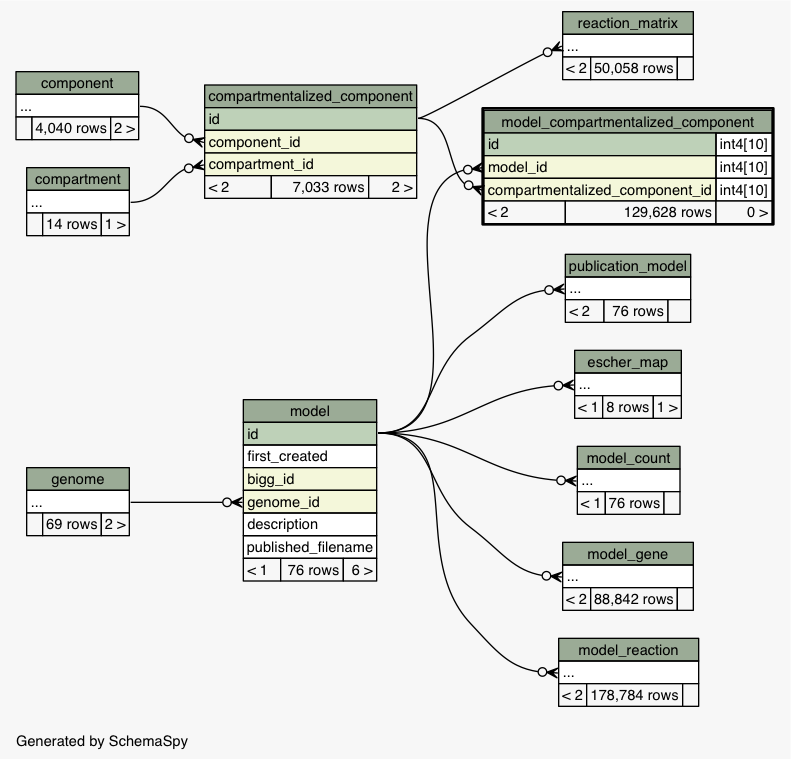 reaction_matrix
...
< 2 50,058 rows
component
...
4,040 rows 2 >
compartmentalized_component
id
component_id
compartment_id
< 2 7,033 rows 2 >
model_compartmentalized_component
id int4[10]
model_id int4[10]
compartmentalized_component_id int4[10]
< 2 129,628 rows 0 >
compartment
...
14 rows 1 >
publication_model
...
< 2 76 rows
escher_map
...
< 1 8 rows 1 >
model
id
first_created
bigg_id
genome_id
description
published_filename
< 1 76 rows 6 >
model_count
...
< 1 76 rows
genome
...
69 rows 2 >
model_gene
...
< 2 88,842 rows
model_reaction
...
< 2 178,784 rows
Generated by SchemaSpy